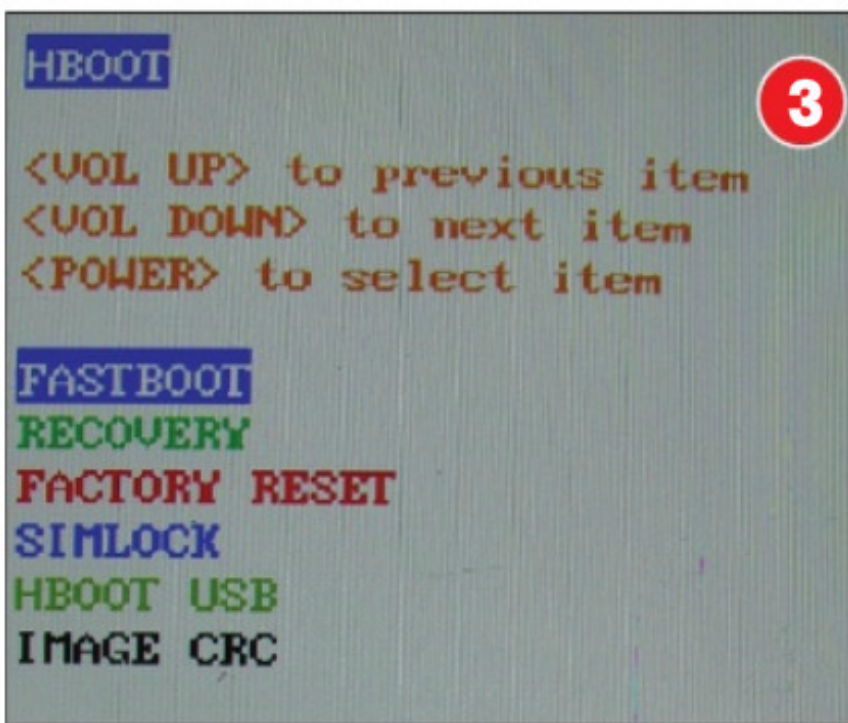 HBOOT
3
<VOL UP> to previous item
<VOL DOWN> to next item
<POWER> to select item
FASTBOOT
RECOVERY
FACTORY RESET
SIMLOCK
HBOOT USB
IMAGE CRC